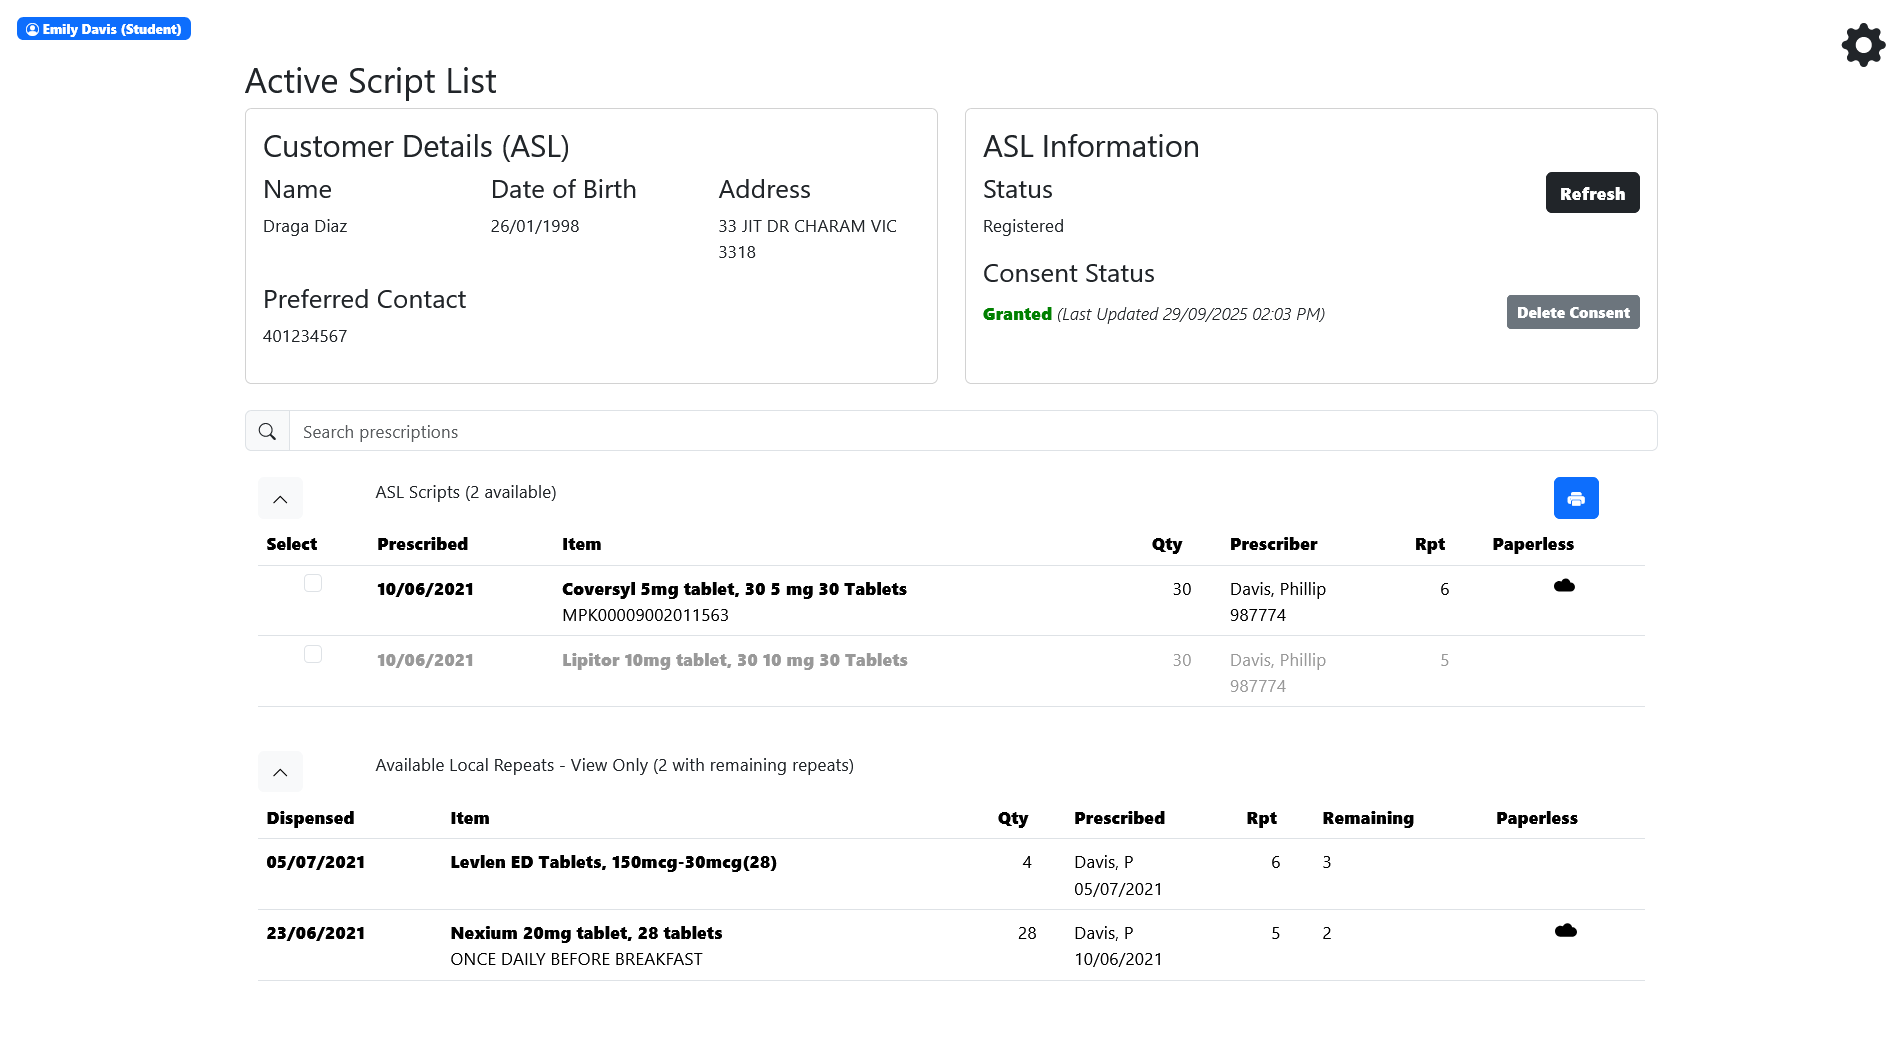 Emily Davis (Student)
Active Script List
Customer Details (ASL)
Name
Date of Birth
Address
Draga Diaz
26/01/1998
33 JIT DR CHARAM VIC
3318
Preferred Contact
401234567
ASL Information
Status
Refresh
Registered
Consent Status
Granted (Last Updated 29/09/2025 02:03 PM)
Delete Consent
Search prescriptions
ASL Scripts (2 available)
Select Prescribed Item Qty Prescriber Rpt Paperless
10/06/2021 Coversyl 5mg tablet, 30 5 mg 30 Tablets 30 Davis, Phillip 6
MPK00009002011563 987774
10/06/2021 Lipitor 10mg tablet, 30 10 mg 30 Tablets 30 Davis, Phillip 5
987774
Available Local Repeats - View Only (2 with remaining repeats)
Dispensed Item Qty Prescribed Rpt Remaining Paperless
05/07/2021 Levlen ED Tablets, 150mcg-30mcg(28) 4 Davis, P 6 3
05/07/2021
23/06/2021 Nexium 20mg tablet, 28 tablets 28 Davis, P 5 2
ONCE DAILY BEFORE BREAKFAST 10/06/2021